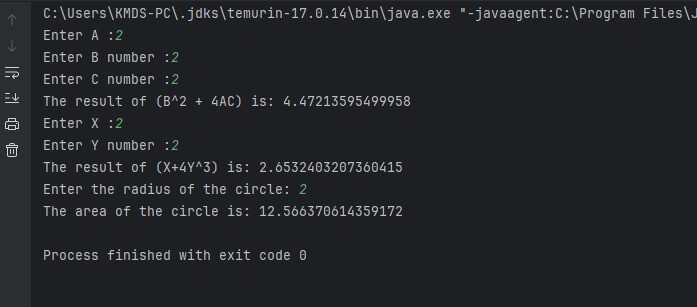 C:\Users\KMDS-PC\.jdks\temurin-17.0.14\bin\java.exe "-javaagent:C:\Program Files\J
Enter A :2
Enter B number :2
Enter C number :2
The result of (B^2 + 4AC) is: 4.47213595499958
Enter X :2
Enter Y number :2
The result of (X+4Y^3) is: 2.6532403207360415
Enter the radius of the circle: 2
The area of the circle is: 12.566370614359172
Process finished with exit code 0